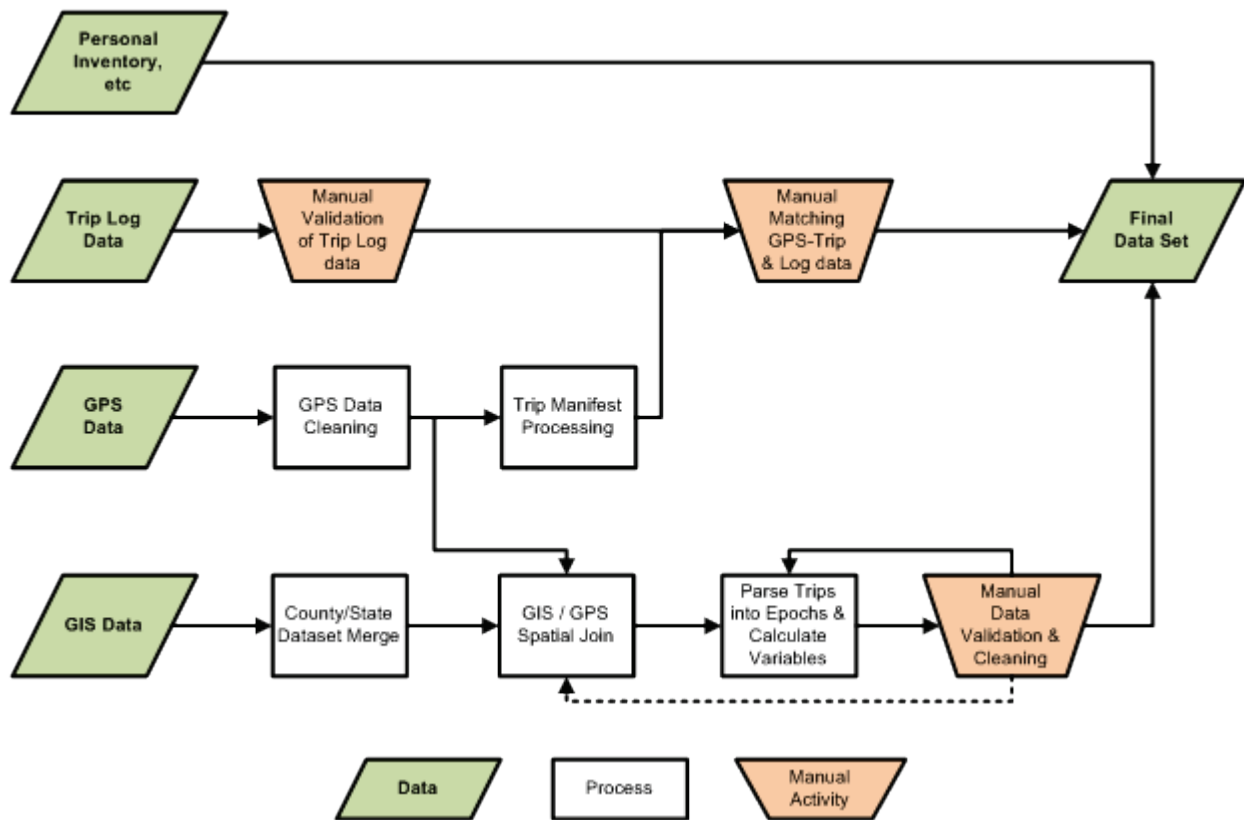 Personal
Inventory,
etc
Trip Log
Data
Manual
Validation
of Trip Log
data
Manual
Matching
GPS-Trip
& Log data
Final
Data Set
GPS
Data
GPS Data
Cleaning
Trip Manifest
Processing
GIS Data
County/State
Dataset Merge
GIS / GPS
Spatial Join
Parse Trips
into Epochs &
Calculate
Variables
Manual
Data
Validation &
Cleaning
Data
Process
Manual
Activity